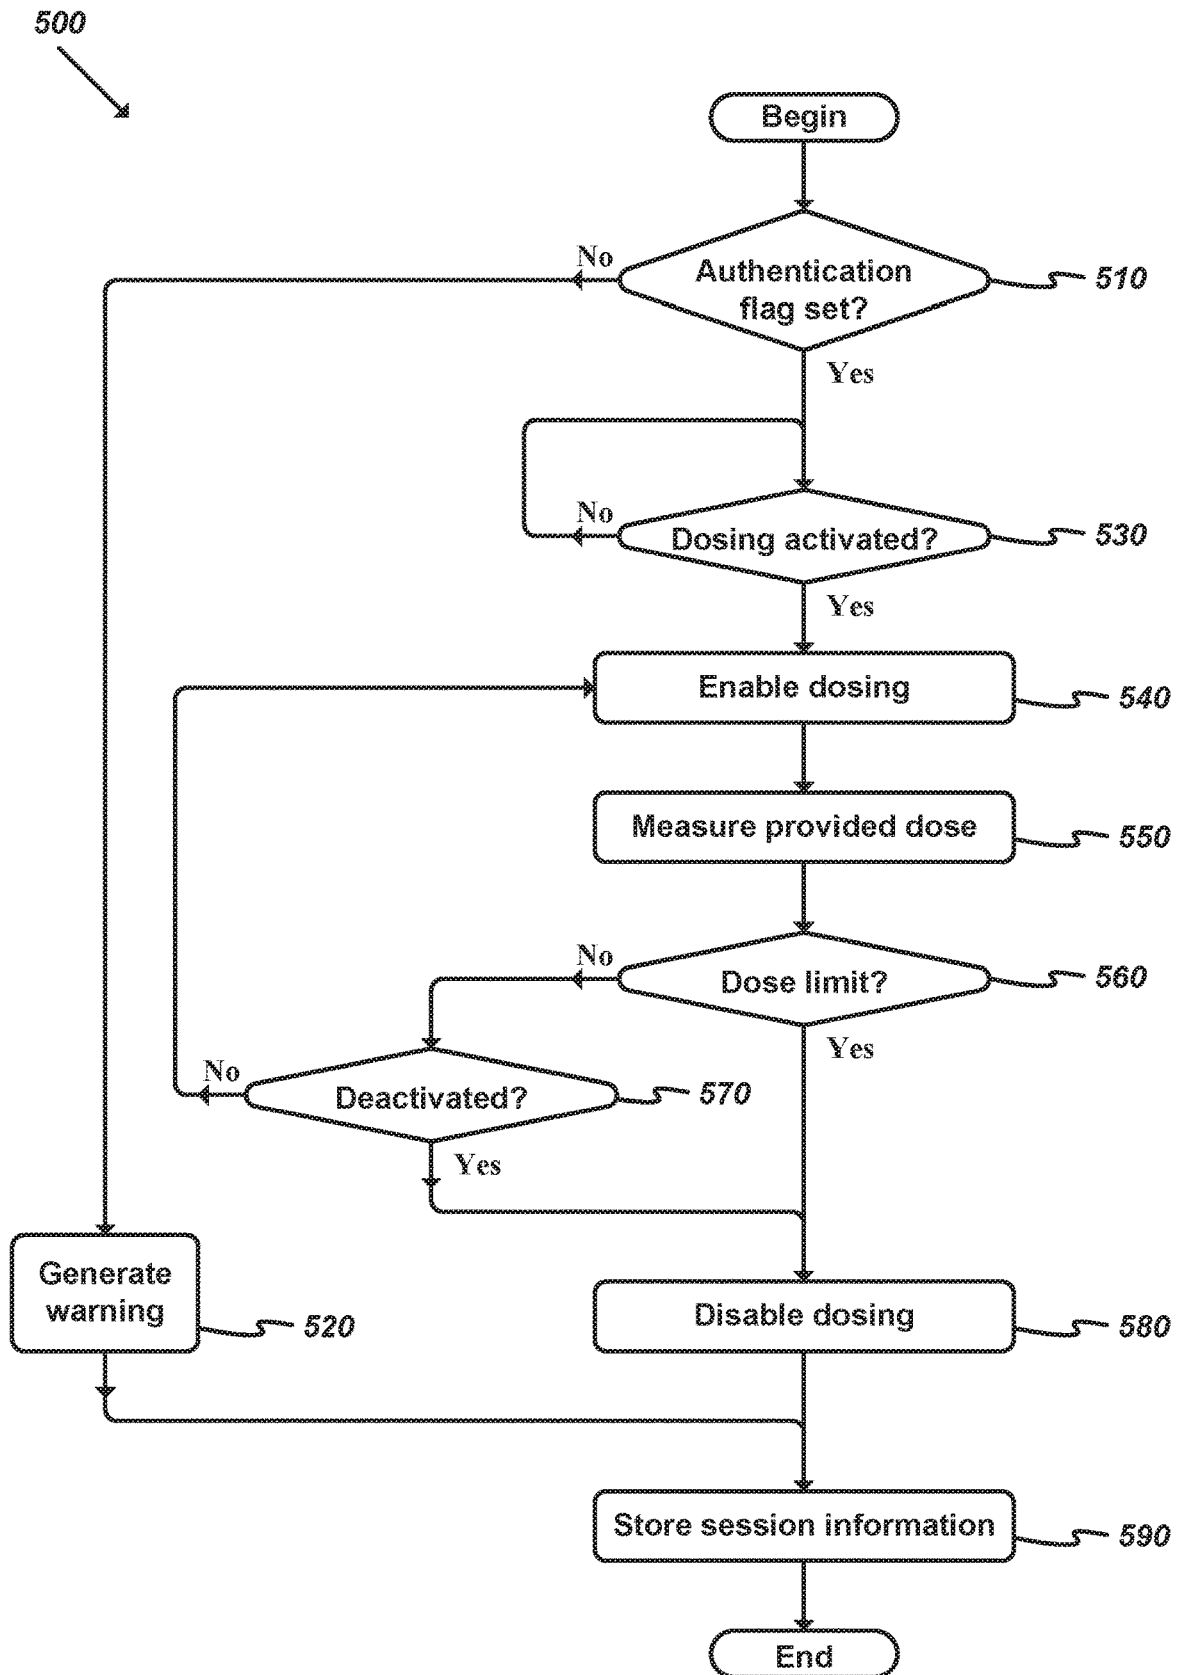 500
Begin
No
Authentication
flag set?
510
Yes
No
Dosing activated?
530
Yes
Enable dosing
540
Measure provided dose
550
No
Dose limit?
560
Yes
No
Deactivated?
570
Yes
Generate
warning
520
Disable dosing
580
Store session information
590
End